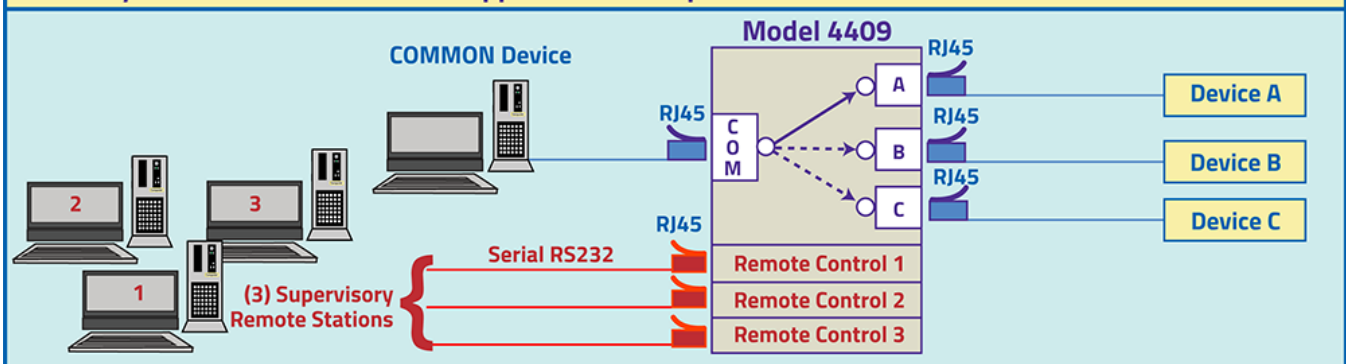 Model 4409
COMMON Device
RJ45
RJ45
COM
A
B
C
RJ45
RJ45
Device A
Device B
Device C
2
3
1
(3) Supervisory
Remote Stations
Serial RS232
RJ45
Remote Control 1
Remote Control 2
Remote Control 3